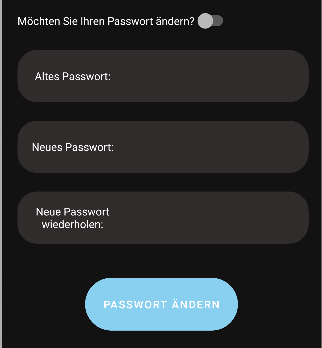 Möchten Sie Ihren Passwort ändern?
Altes Passwort:
Neues Passwort:
Neue Passwort
wiederholen:
PASSWORT ÄNDERN